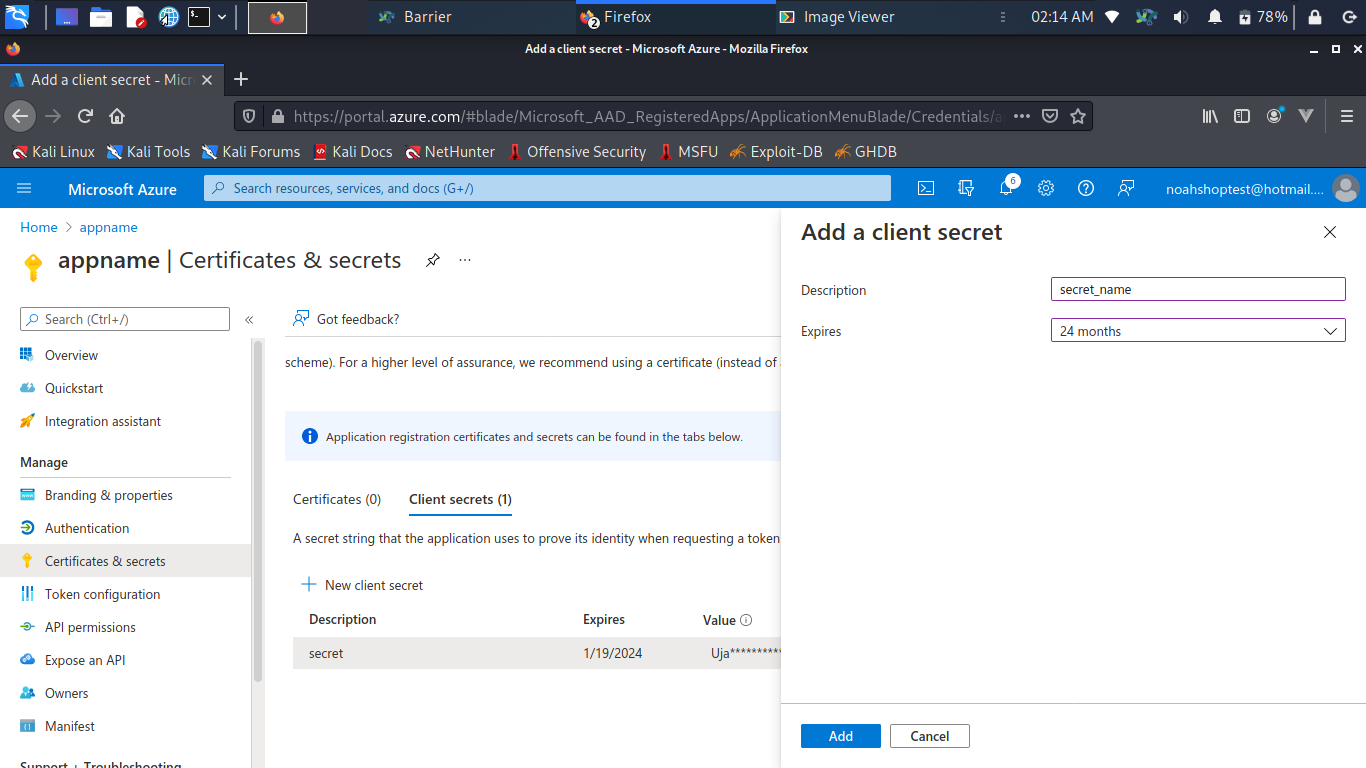 Barrier
2 Firefox
Image Viewer
02:14 AM
78%
Add a client secret - Microsoft Azure - Mozilla Firefox
Add a client secret - Micr
https://portal.azure.com/#blade/Microsoft_AAD_RegisteredApps/ApplicationMenuBlade/Credentials/a
Kali Linux
Kali Tools
Kali Forums
Kali Docs
NetHunter
Offensive Security
MSFU
Exploit-DB
GHDB
Microsoft Azure
Search resources, services, and docs (G+/)
6
noahshoptest@hotmail....
Home > appname
appname | Certificates & secrets
...
Search (Ctrl+/)
«
Overview
Quickstart
Integration assistant
Manage
Branding & properties
Authentication
Certificates & secrets
Token configuration
API permissions
Expose an API
Owners
Manifest
Support + Troubleshooting
Got feedback?
scheme). For a higher level of assurance, we recommend using a certificate (instead of
Application registration certificates and secrets can be found in the tabs below.
Certificates (0)
Client secrets (1)
A secret string that the application uses to prove its identity when requesting a token
New client secret
Description Expires Value
secret 1/19/2024 Uja**********
Add a client secret
Description secret_name
Expires 24 months
Add
Cancel